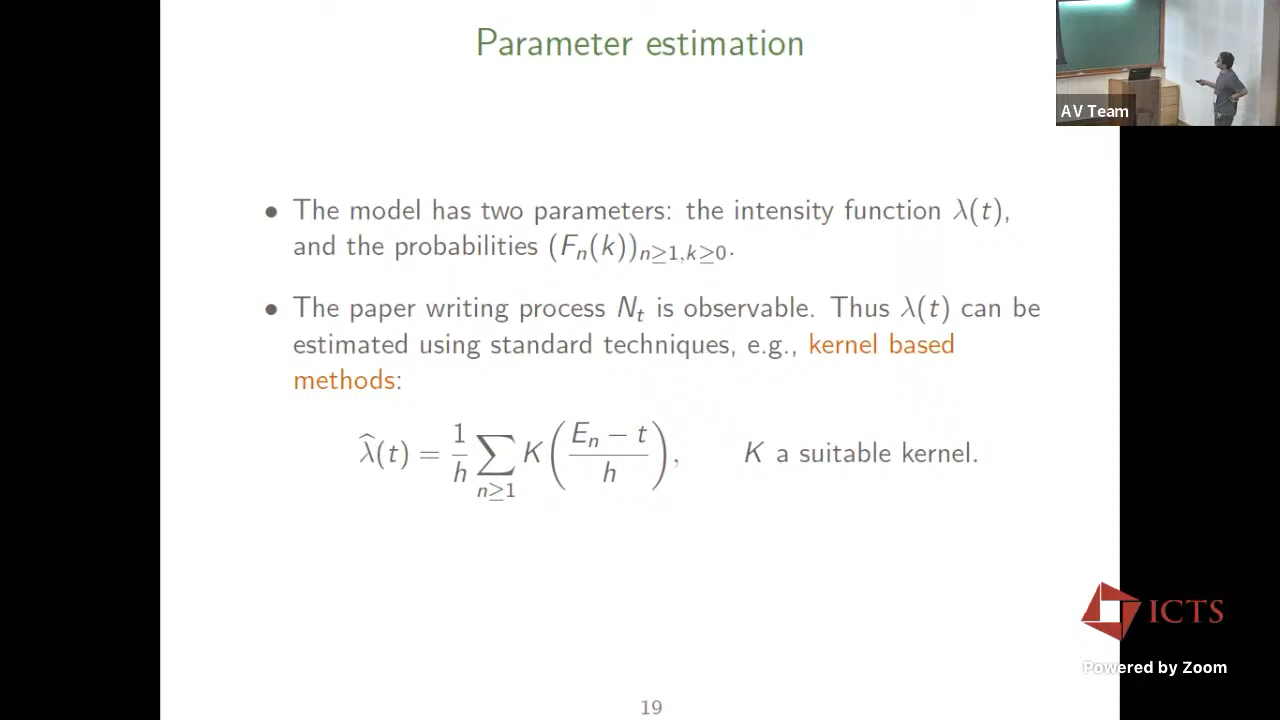 Parameter estimation
AV Team
• The model has two parameters: the intensity function λ(t),
and the probabilities (Fₙ(k))ₙ≥₁,ₖ≥₀.
• The paper writing process Nₜ is observable. Thus λ(t) can be
estimated using standard techniques, e.g., kernel based
methods:
λ̂(t) = 1/h ∑ₙ≥₁ K((Eₙ − t)/h), K a suitable kernel.
ICTS
Powered by Zoom
19